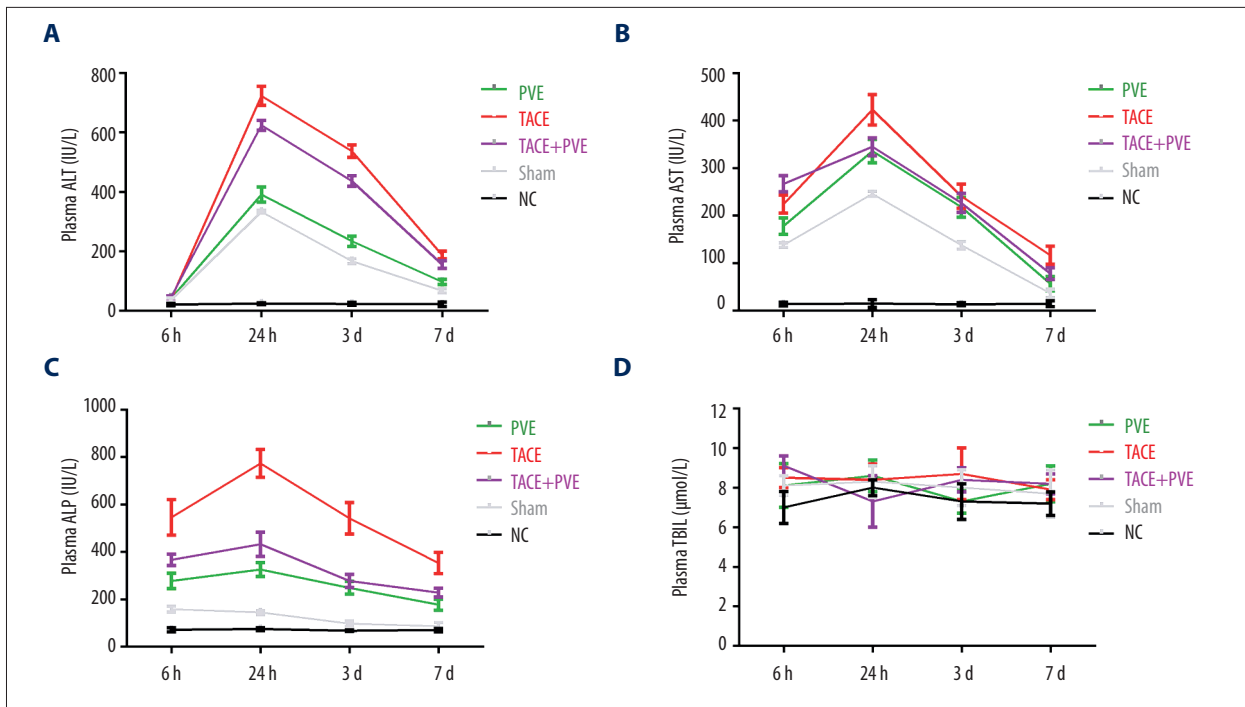 A
Plasma ALT (IU/L)
800
600
400
200
0
6 h 24 h 3 d 7 d
PVE
TACE
TACE+PVE
Sham
NC
B
Plasma AST (IU/L)
500
400
300
200
100
0
6 h 24 h 3 d 7 d
PVE
TACE
TACE+PVE
Sham
NC
C
Plasma ALP (IU/L)
1000
800
600
400
200
0
6 h 24 h 3 d 7 d
PVE
TACE
TACE+PVE
Sham
NC
D
Plasma TBIL (μmol/L)
12
10
8
6
4
2
0
6 h 24 h 3 d 7 d
PVE
TACE
TACE+PVE
Sham
NC